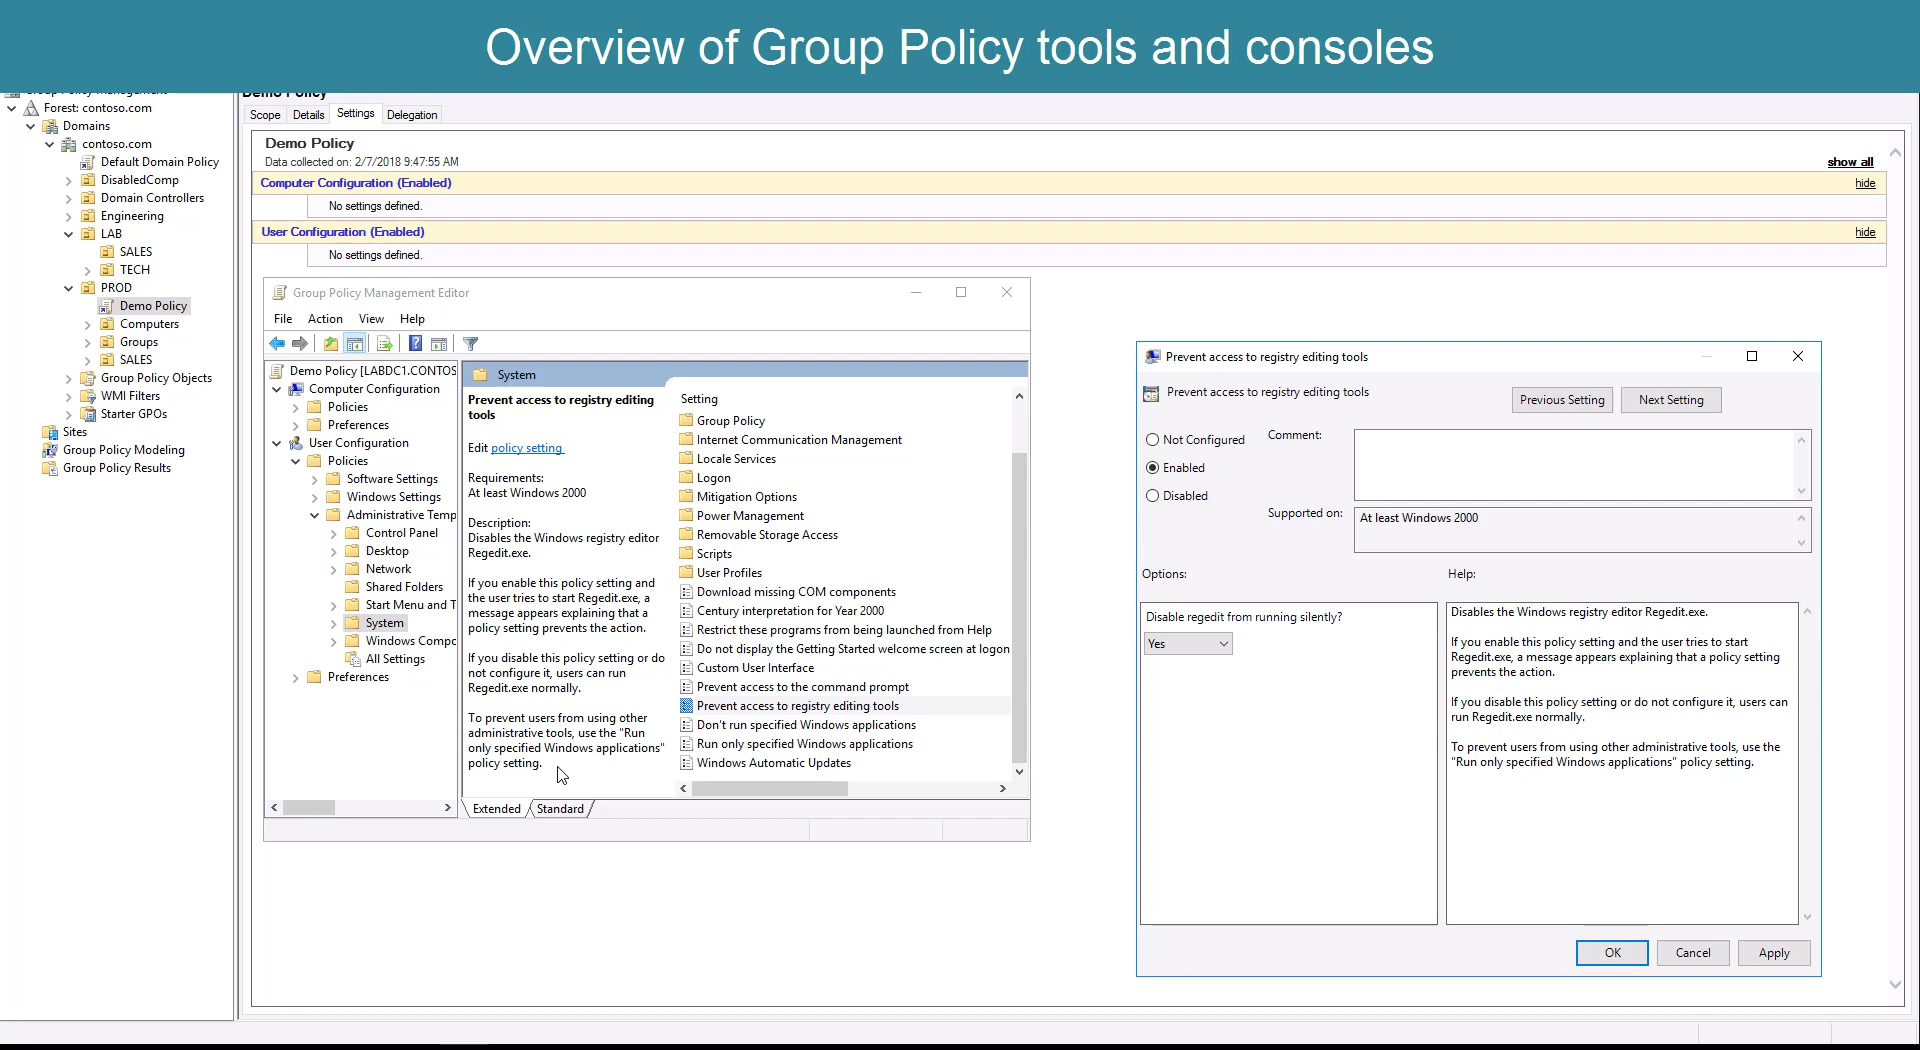 Overview of Group Policy tools and consoles
Group Policy Management
Forest: contoso.com
Domains
contoso.com
Default Domain Policy
DisabledComp
Domain Controllers
Engineering
LAB
SALES
TECH
PROD
Demo Policy
Computers
Groups
SALES
Group Policy Objects
WMI Filters
Starter GPOs
Sites
Group Policy Modeling
Group Policy Results
Demo Policy
Scope Details Settings Delegation
Demo Policy
Data collected on: 2/7/2018 9:47:55 AM
show all
Computer Configuration (Enabled)
hide
No settings defined.
User Configuration (Enabled)
hide
No settings defined.
Group Policy Management Editor
File Action View Help
Demo Policy [LABDC1.CONTOS
Computer Configuration
Policies
Preferences
User Configuration
Policies
Software Settings
Windows Settings
Administrative Temp
Control Panel
Desktop
Network
Shared Folders
Start Menu and T
System
Windows Compo
All Settings
Preferences
System
Prevent access to registry editing
tools
Edit policy setting
Requirements:
At least Windows 2000
Description:
Disables the Windows registry editor
Regedit.exe.
If you enable this policy setting and
the user tries to start Regedit.exe, a
message appears explaining that a
policy setting prevents the action.
If you disable this policy setting or do
not configure it, users can run
Regedit.exe normally.
To prevent users from using other
administrative tools, use the "Run
only specified Windows applications"
policy setting.
Setting
Group Policy
Internet Communication Management
Locale Services
Logon
Mitigation Options
Power Management
Removable Storage Access
Scripts
User Profiles
Download missing COM components
Century interpretation for Year 2000
Restrict these programs from being launched from Help
Do not display the Getting Started welcome screen at logon
Custom User Interface
Prevent access to the command prompt
Prevent access to registry editing tools
Don't run specified Windows applications
Run only specified Windows applications
Windows Automatic Updates
Extended Standard
Prevent access to registry editing tools
Prevent access to registry editing tools
Previous Setting Next Setting
Not Configured
Enabled
Disabled
Comment:
Supported on:
At least Windows 2000
Options:
Help:
Disable regedit from running silently?
Yes
Disables the Windows registry editor Regedit.exe.
If you enable this policy setting and the user tries to start
Regedit.exe, a message appears explaining that a policy setting
prevents the action.
If you disable this policy setting or do not configure it, users can
run Regedit.exe normally.
To prevent users from using other administrative tools, use the
"Run only specified Windows applications" policy setting.
OK Cancel Apply